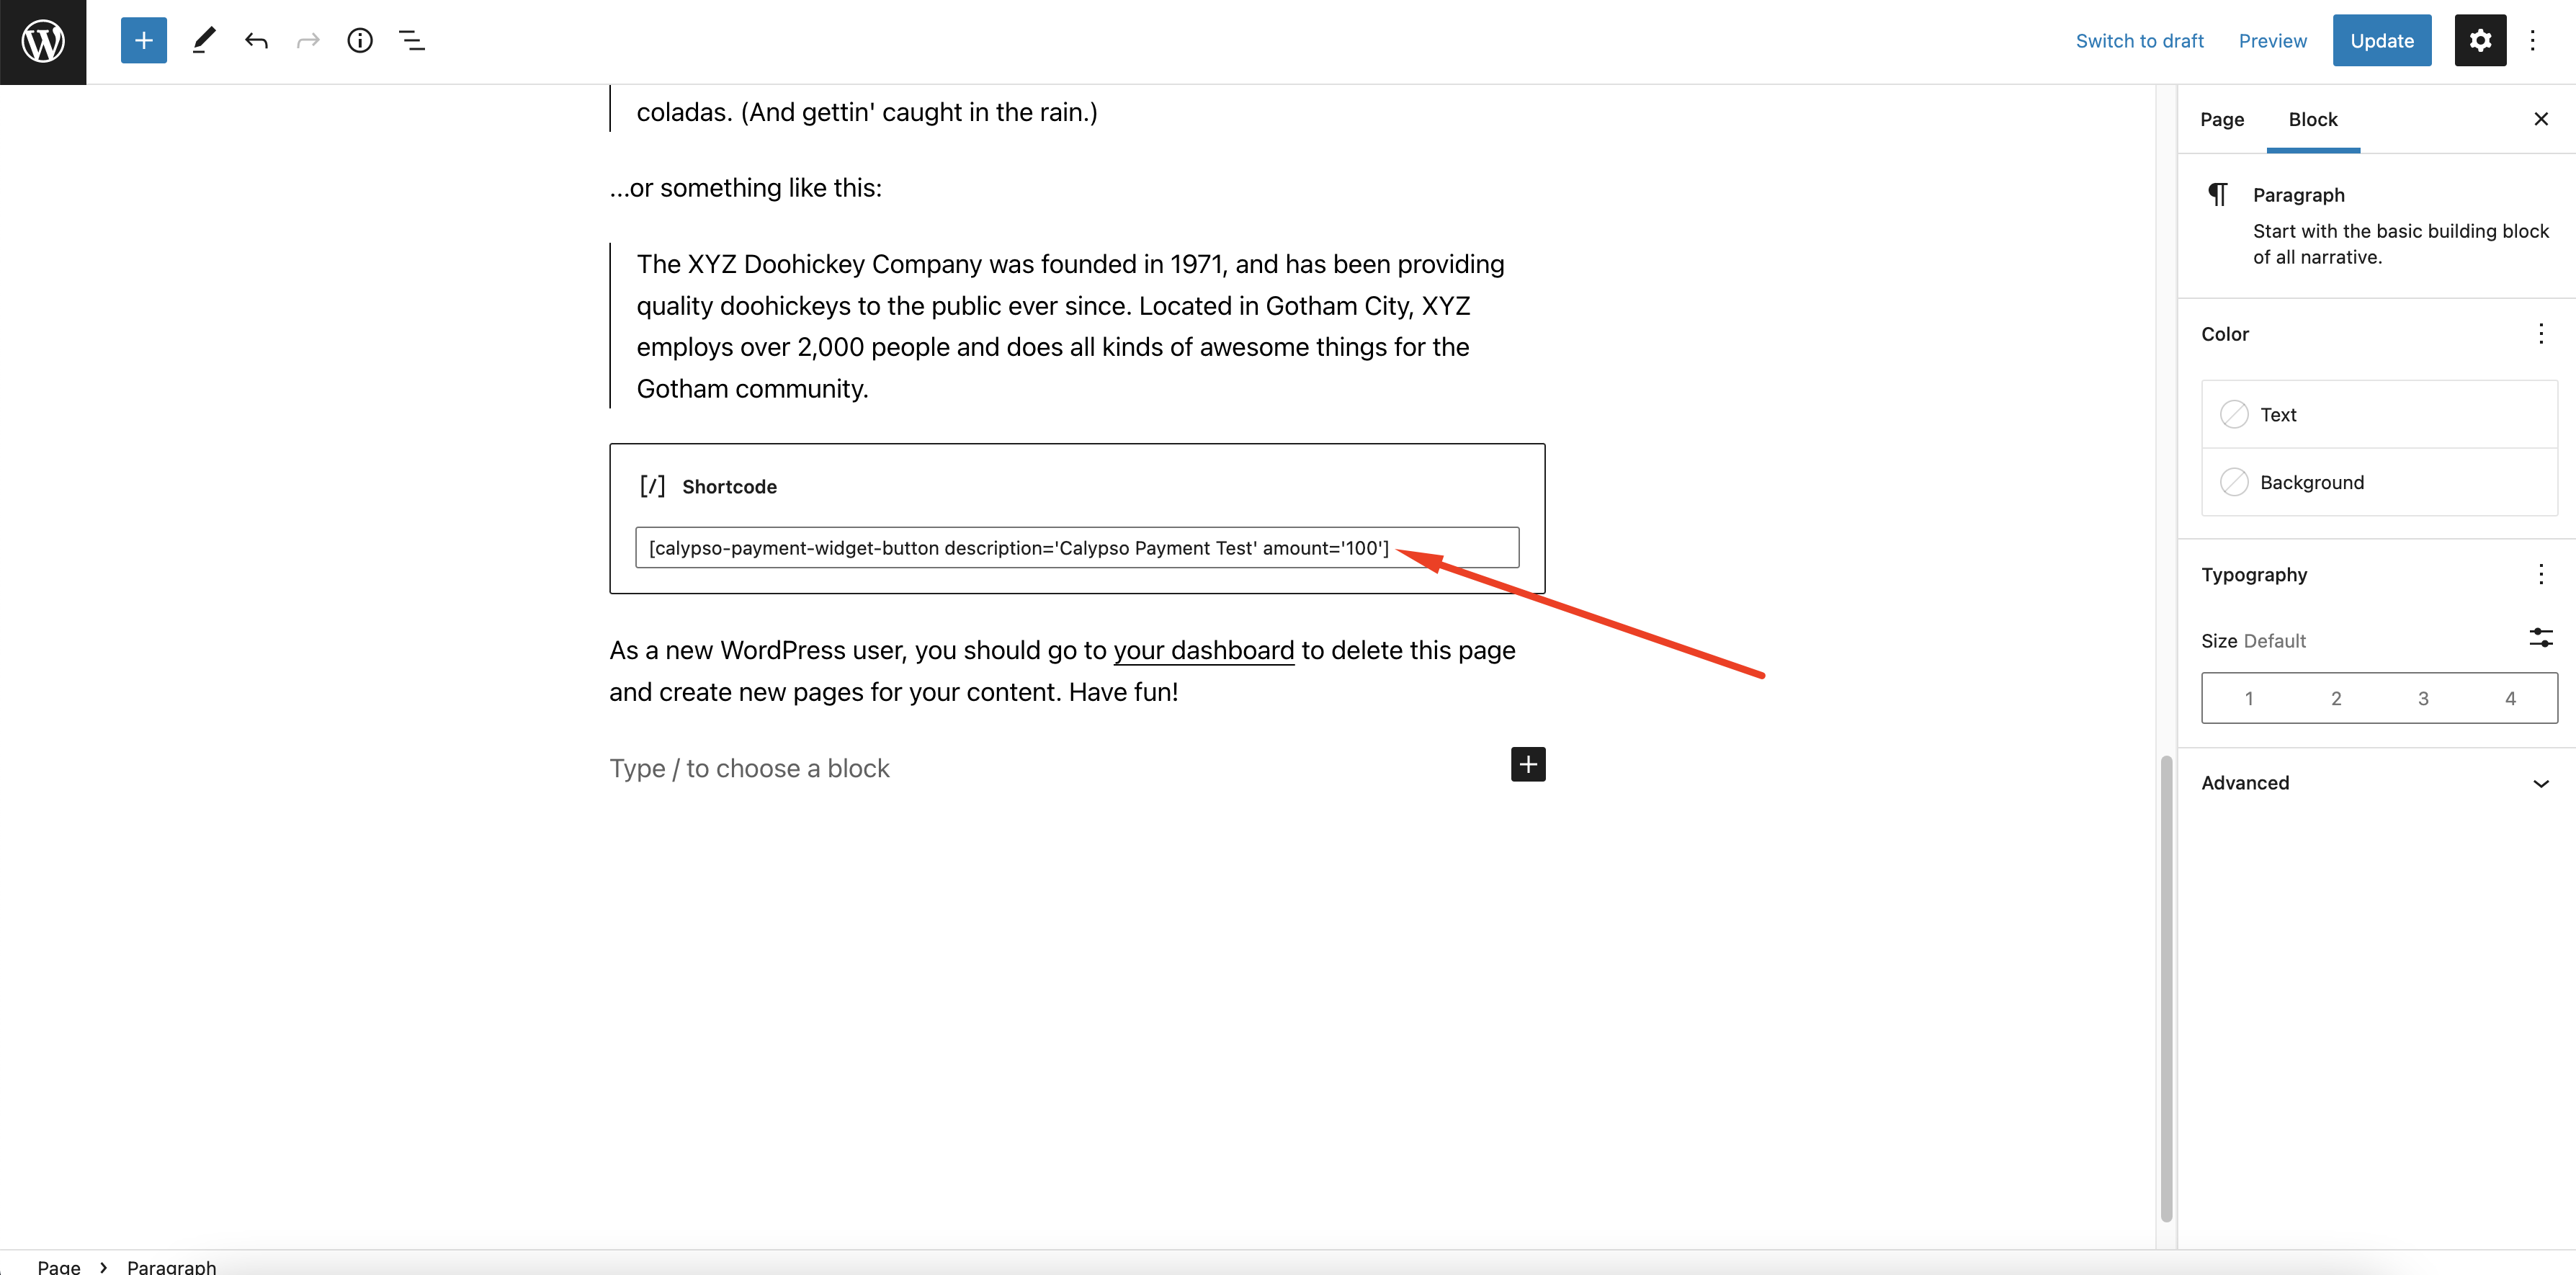 Switch to draft Preview Update
coladas. (And gettin' caught in the rain.)
...or something like this:
The XYZ Doohickey Company was founded in 1971, and has been providing
quality doohickeys to the public ever since. Located in Gotham City, XYZ
employs over 2,000 people and does all kinds of awesome things for the
Gotham community.
[/] Shortcode
[calypso-payment-widget-button description='Calypso Payment Test' amount='100']
As a new WordPress user, you should go to your dashboard to delete this page
and create new pages for your content. Have fun!
Type / to choose a block
Page Block
Paragraph
Start with the basic building block
of all narrative.
Color
Text
Background
Typography
Size Default
1 2 3 4
Advanced
Page > Paragraph